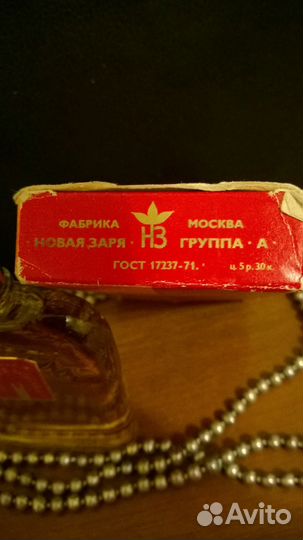 ФАБРИКА НЗ МОСКВА
· НОВАЯ ЗАРЯ · ГРУППА · А ·
ГОСТ 17237-71. ц. 5 р. 30 к.
Avito